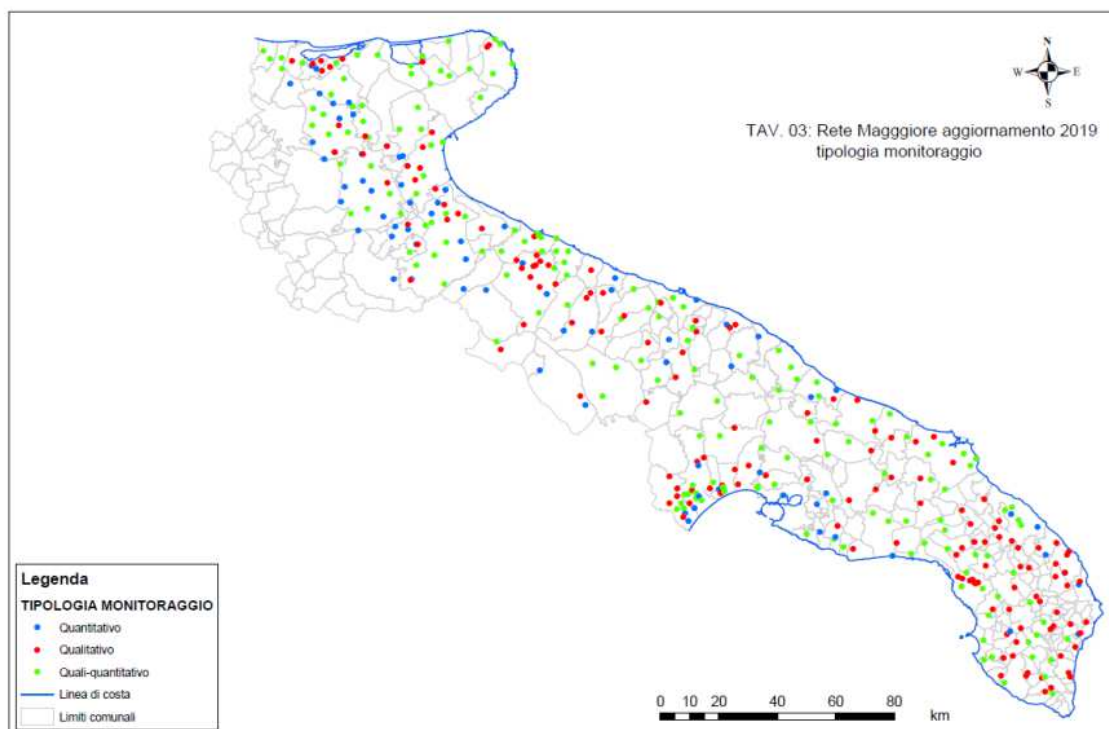 N
W E
S
TAV. 03: Rete Magggiore aggiornamento 2019
tipologia monitoraggio
Legenda
TIPOLOGIA MONITORAGGIO
Quantitativo
Qualitativo
Quali-quantitativo
Linea di costa
Limiti comunali
0 10 20 40 60 80
km